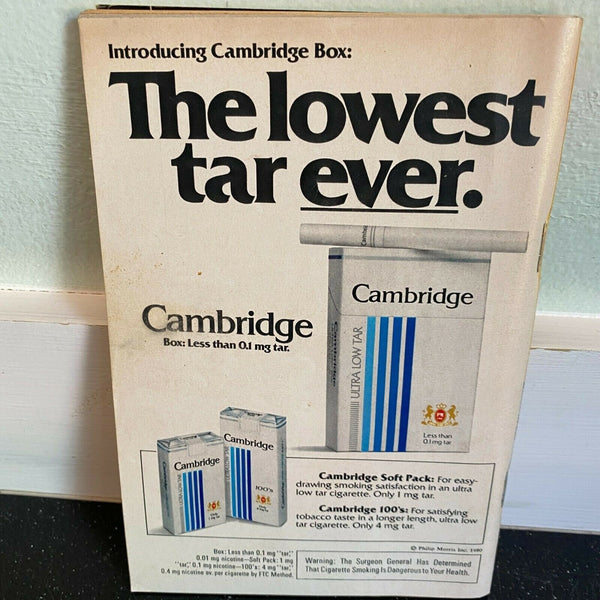 Introducing Cambridge Box:
The lowest
tar ever.
Cambridge
Cambridge
Box: Less than 0.1 mg tar.
Cambridge
ULTRA LOW TAR
Less than
0.1 mg tar
Cambridge
Cambridge
100's
Cambridge Soft Pack: For easy-
drawing smoking satisfaction in an ultra
low tar cigarette. Only 1 mg tar.
Cambridge 100's: For satisfying
tobacco taste in a longer length, ultra low
tar cigarette. Only 4 mg tar.
© Philip Morris Inc. 1980
Box: Less than 0.1 mg "tar,"
0.01 mg nicotine—Soft Pack: 1 mg
"tar," 0.1 mg nicotine—100's: 4 mg "tar,"
0.4 mg nicotine av. per cigarette by FTC Method.
Warning: The Surgeon General Has Determined
That Cigarette Smoking Is Dangerous to Your Health.